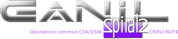 GANIL
Spiral2
laboratoire commun CEA/DSM CNRS/IN2P3